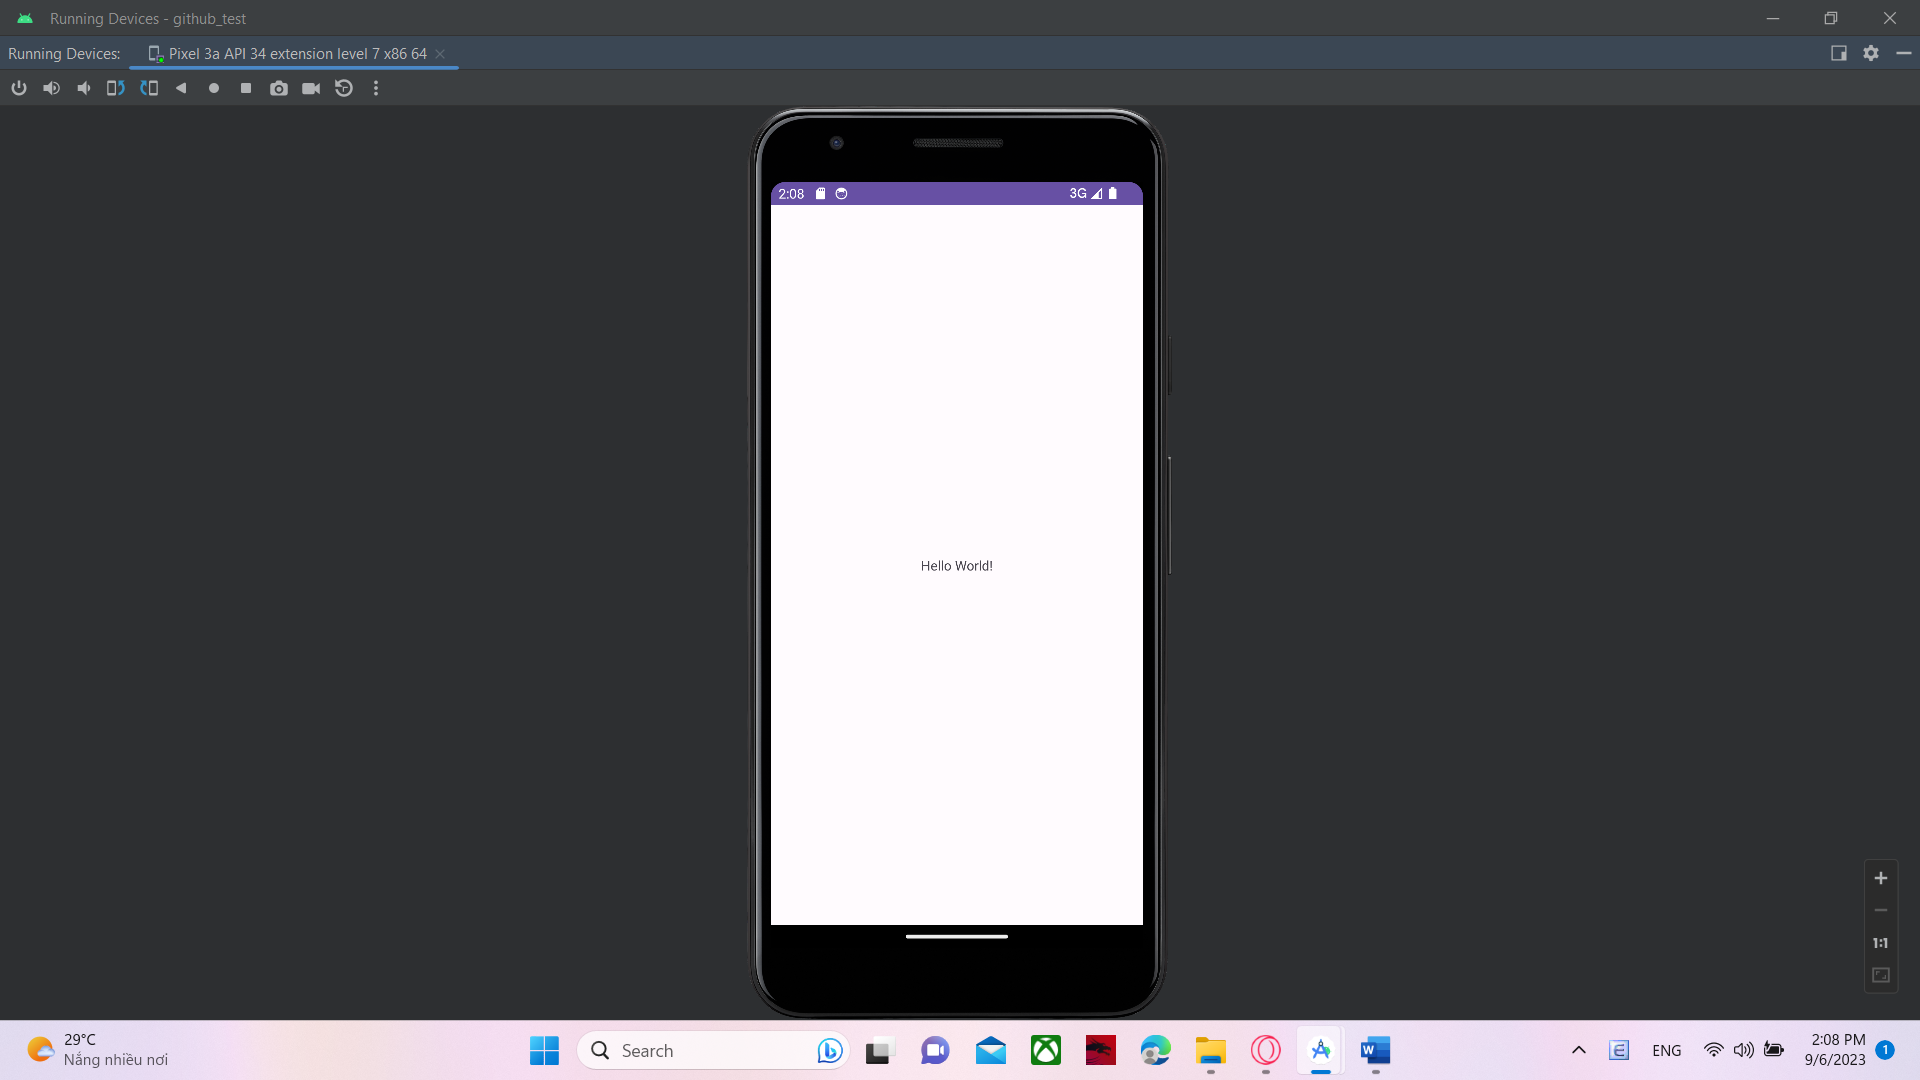 Running Devices - github_test
Running Devices:
Pixel 3a API 34 extension level 7 x86 64
2:08
3G
Hello World!
1:1
29°C
Nắng nhiều nơi
Search
ENG
2:08 PM
9/6/2023
1